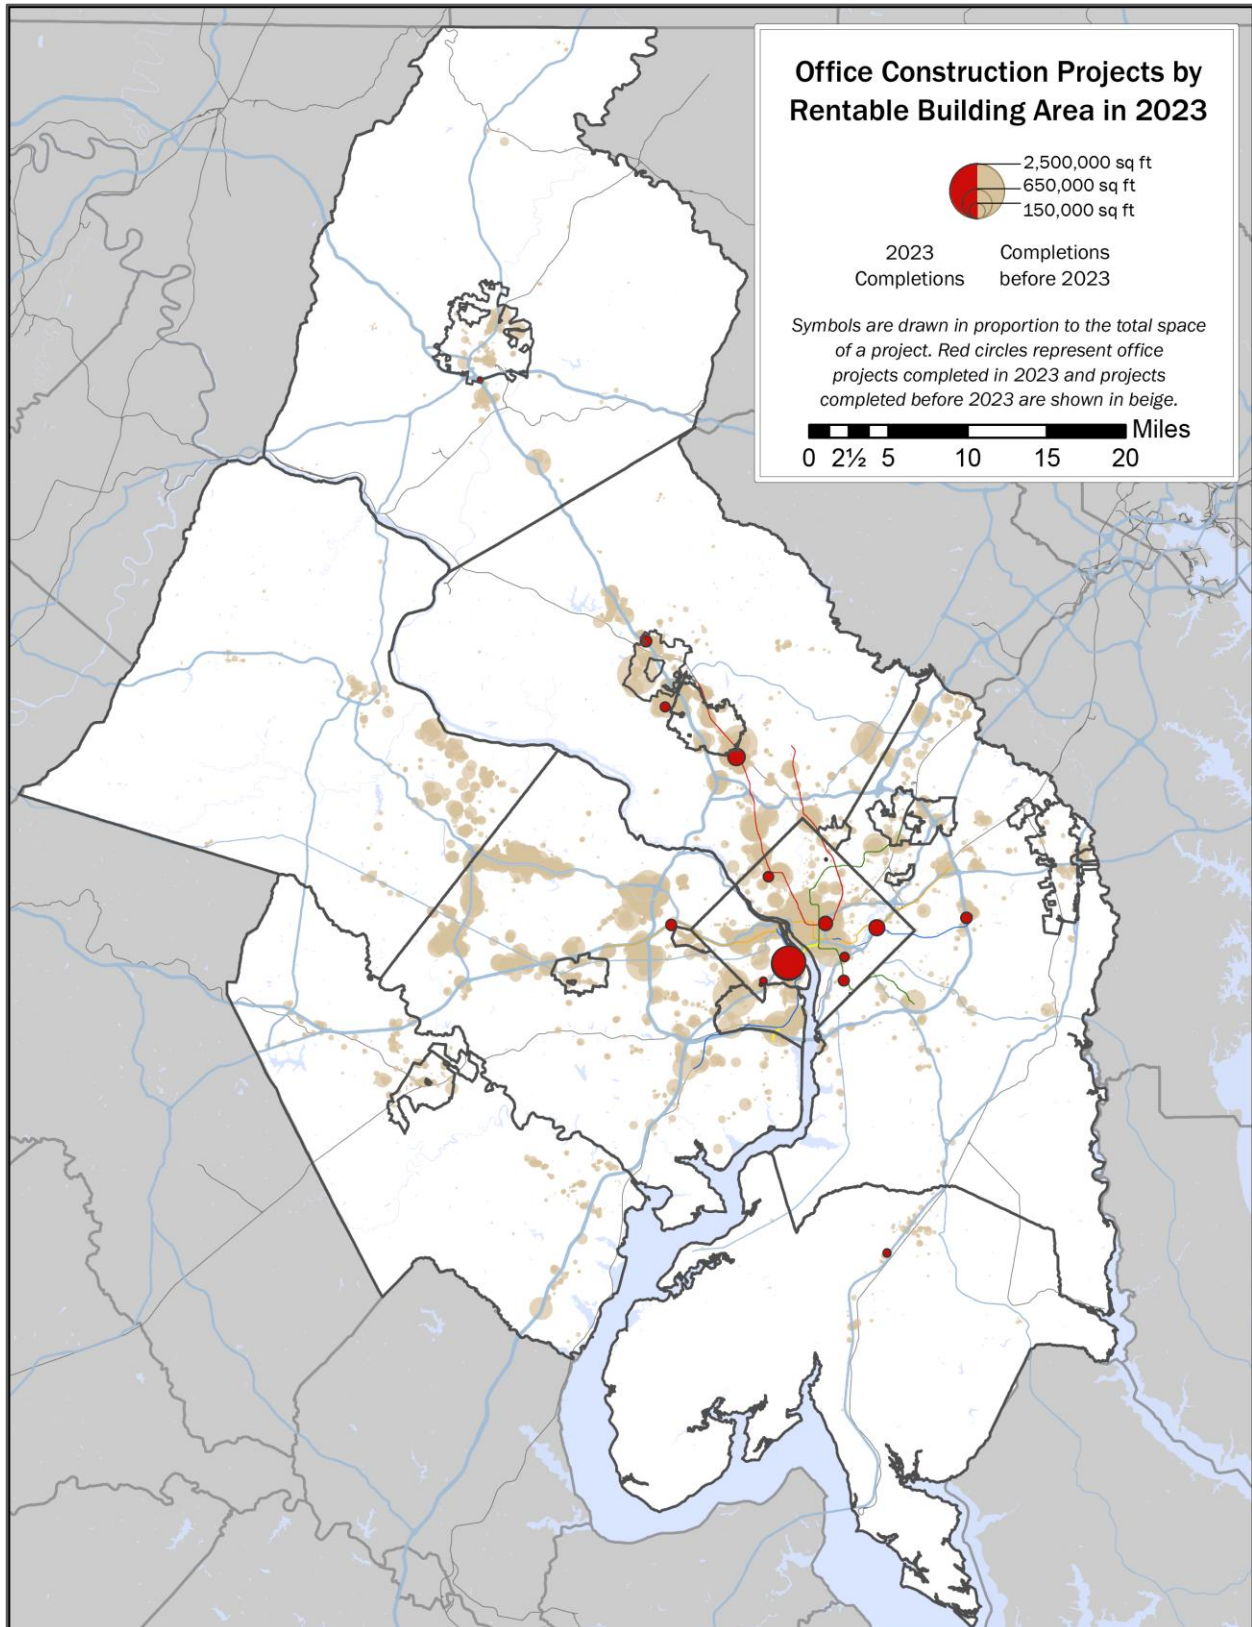 Office Construction Projects by
Rentable Building Area in 2023
2,500,000 sq ft
650,000 sq ft
150,000 sq ft
2023
Completions
Completions
before 2023
Symbols are drawn in proportion to the total space
of a project. Red circles represent office
projects completed in 2023 and projects
completed before 2023 are shown in beige.
Miles
0 2½ 5 10 15 20